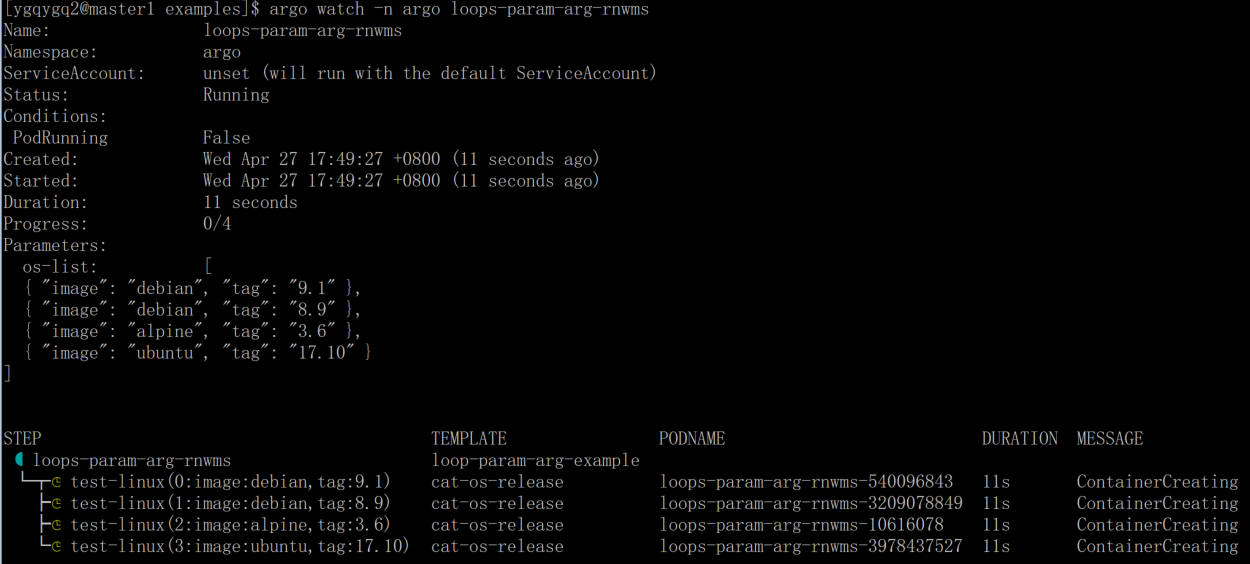 [ygqygq2@master1 examples]$ argo watch -n argo loops-param-arg-rnwms
Name: loops-param-arg-rnwms
Namespace: argo
ServiceAccount: unset (will run with the default ServiceAccount)
Status: Running
Conditions:
PodRunning False
Created: Wed Apr 27 17:49:27 +0800 (11 seconds ago)
Started: Wed Apr 27 17:49:27 +0800 (11 seconds ago)
Duration: 11 seconds
Progress: 0/4
Parameters:
os-list: [
{ "image": "debian", "tag": "9.1" },
{ "image": "debian", "tag": "8.9" },
{ "image": "alpine", "tag": "3.6" },
{ "image": "ubuntu", "tag": "17.10" }
]
STEP TEMPLATE PODNAME DURATION MESSAGE
loops-param-arg-rnwms loop-param-arg-example
test-linux(0:image:debian,tag:9.1) cat-os-release loops-param-arg-rnwms-540096843 11s ContainerCreating
test-linux(1:image:debian,tag:8.9) cat-os-release loops-param-arg-rnwms-3209078849 11s ContainerCreating
test-linux(2:image:alpine,tag:3.6) cat-os-release loops-param-arg-rnwms-10616078 11s ContainerCreating
test-linux(3:image:ubuntu,tag:17.10) cat-os-release loops-param-arg-rnwms-3978437527 11s ContainerCreating